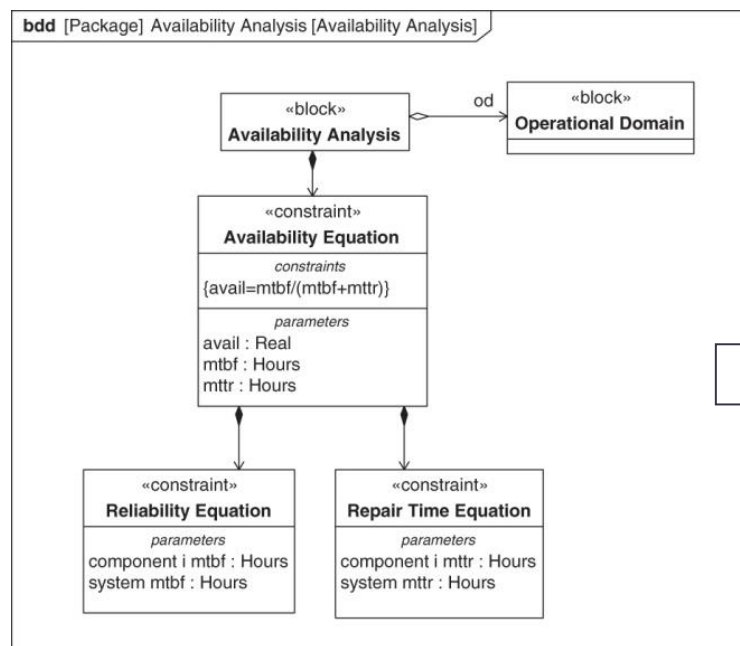 bdd [Package] Availability Analysis [Availability Analysis]
od
«block»
Availability Analysis
«block»
Operational Domain
«constraint»
Availability Equation
constraints
{avail=mtbf/(mtbf+mttr)}
parameters
avail : Real
mtbf : Hours
mttr : Hours
«constraint»
Reliability Equation
parameters
component i mtbf : Hours
system mtbf : Hours
«constraint»
Repair Time Equation
parameters
component i mttr : Hours
system mttr : Hours